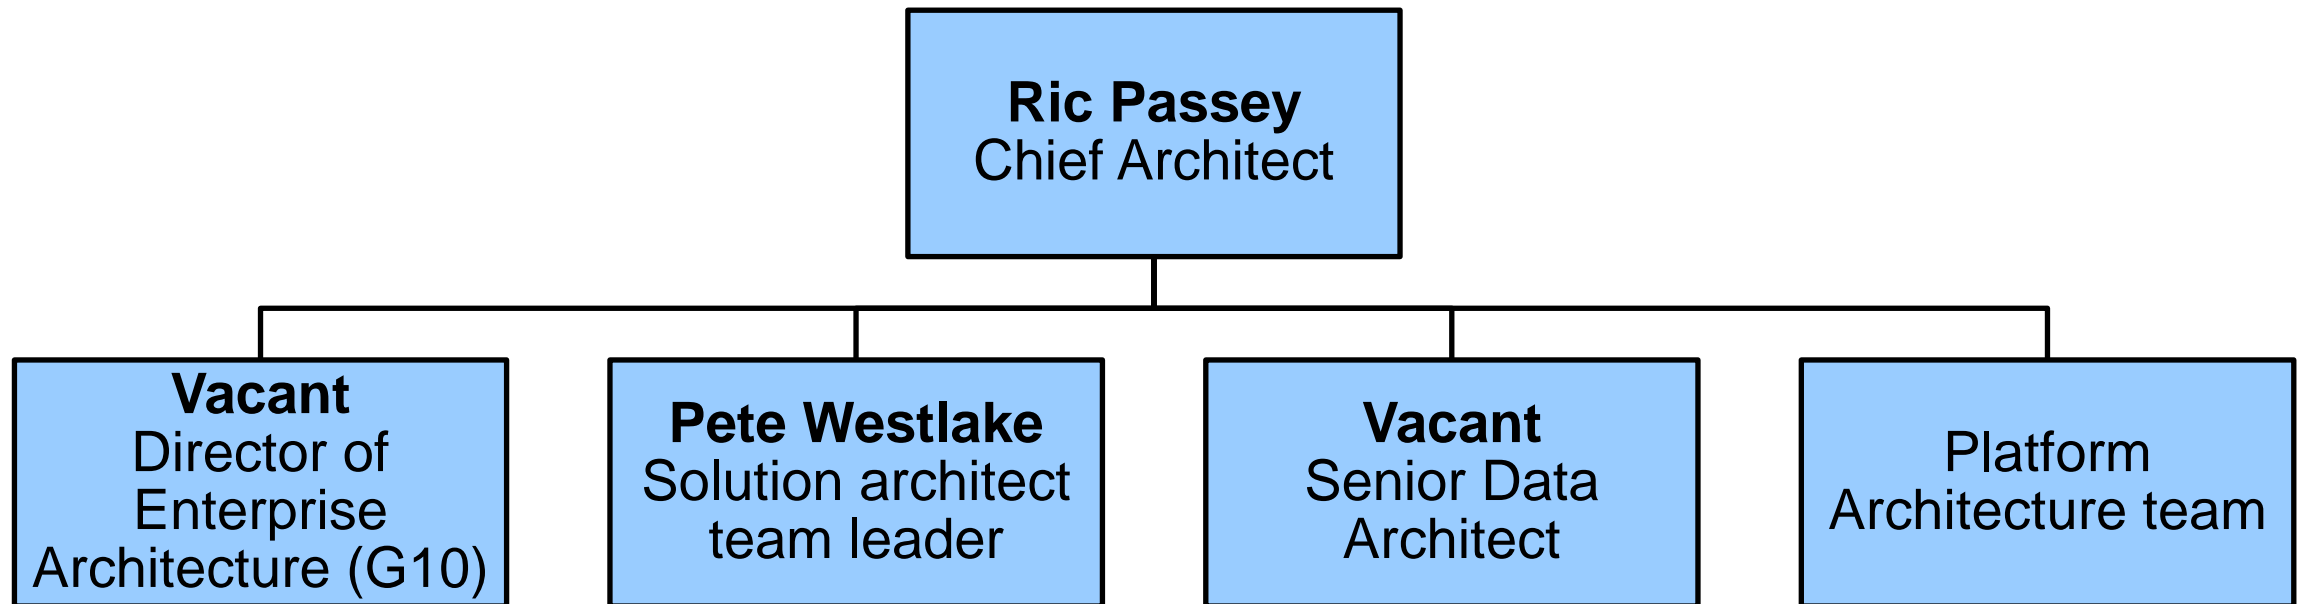 Ric Passey
Chief Architect
Vacant
Director of
Enterprise
Architecture (G10)
Pete Westlake
Solution architect
team leader
Vacant
Senior Data
Architect
Platform
Architecture team